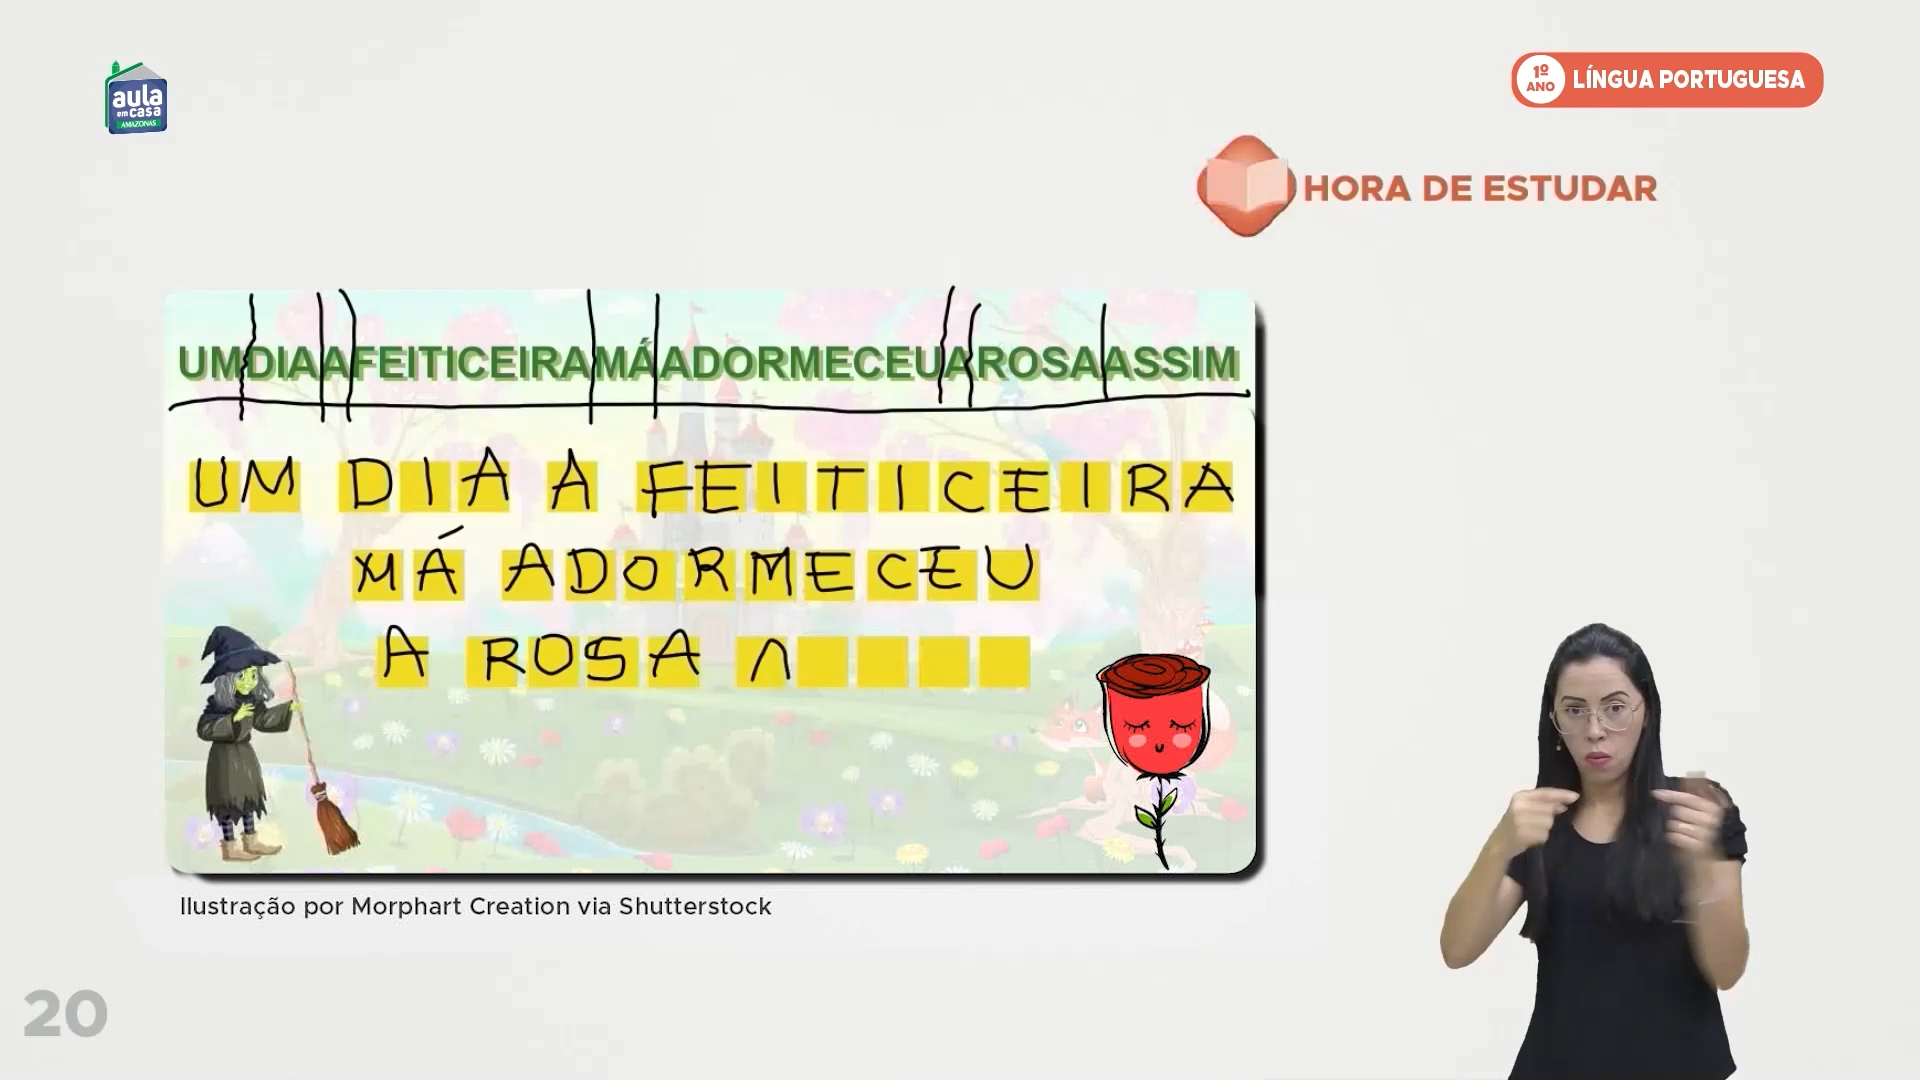 aula
em casa
AMAZONAS
1º
ANO
LÍNGUA PORTUGUESA
HORA DE ESTUDAR
UMDIAAFEITICEIRAMÁADORMECEUAROSAASSIM
UM DIA A FEITICEIRA
MÁ ADORMECEU
A ROSA
Ilustração por Morphart Creation via Shutterstock
20